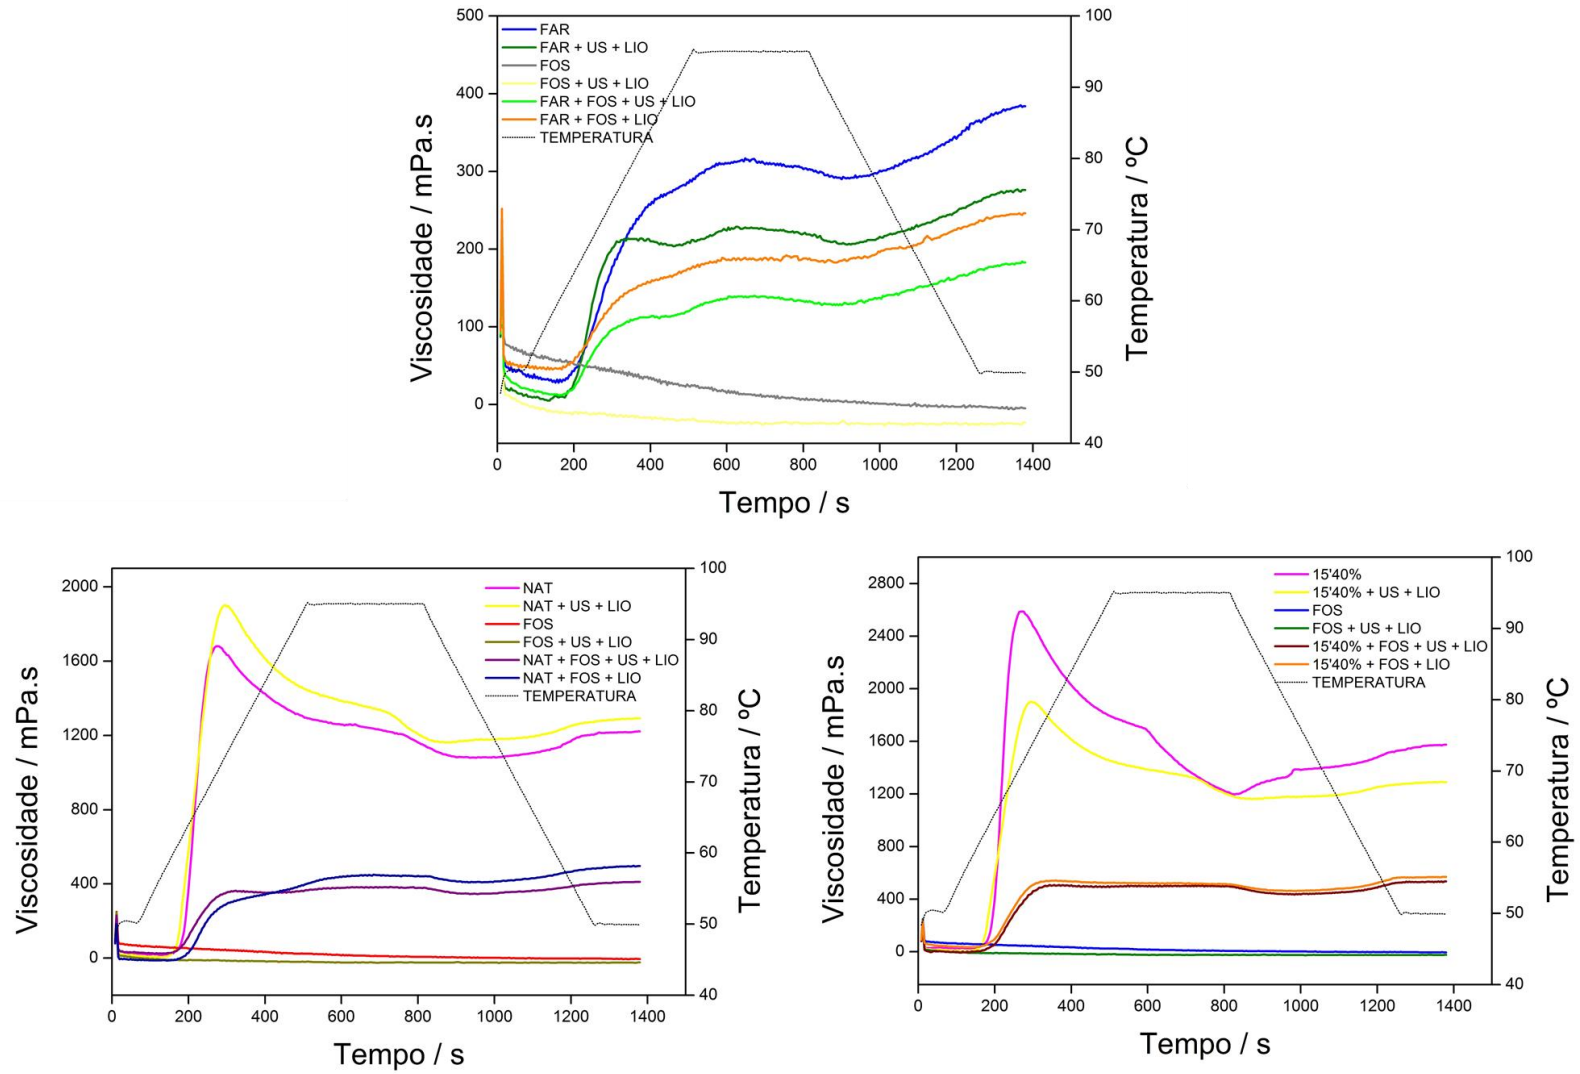 500
400
300
200
100
0
Viscosidade / mPa.s
FAR
FAR + US + LIO
FOS
FOS + US + LIO
FAR + FOS + US + LIO
FAR + FOS + LIO
TEMPERATURA
100
90
80
70
60
50
40
Temperatura / ºC
0 200 400 600 800 1000 1200 1400
Tempo / s
2000
1600
1200
800
400
0
Viscosidade / mPa.s
NAT
NAT + US + LIO
FOS
FOS + US + LIO
NAT + FOS + US + LIO
NAT + FOS + LIO
TEMPERATURA
100
90
80
70
60
50
40
Temperatura / ºC
0 200 400 600 800 1000 1200 1400
Tempo / s
2800
2400
2000
1600
1200
800
400
0
Viscosidade / mPa.s
15'40%
15'40% + US + LIO
FOS
FOS + US + LIO
15'40% + FOS + US + LIO
15'40% + FOS + LIO
TEMPERATURA
100
90
80
70
60
50
40
Temperatura / ºC
0 200 400 600 800 1000 1200 1400
Tempo / s